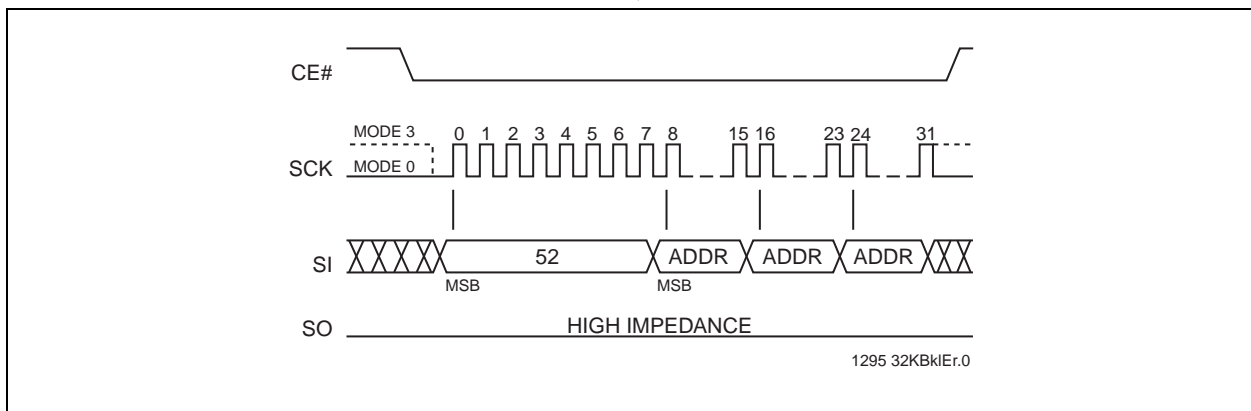 CE#
MODE 3
0 1 2 3 4 5 6 7 8 15 16 23 24 31
SCK MODE 0
SI 52 ADDR ADDR ADDR
MSB MSB
SO HIGH IMPEDANCE
1295 32KBklEr.0